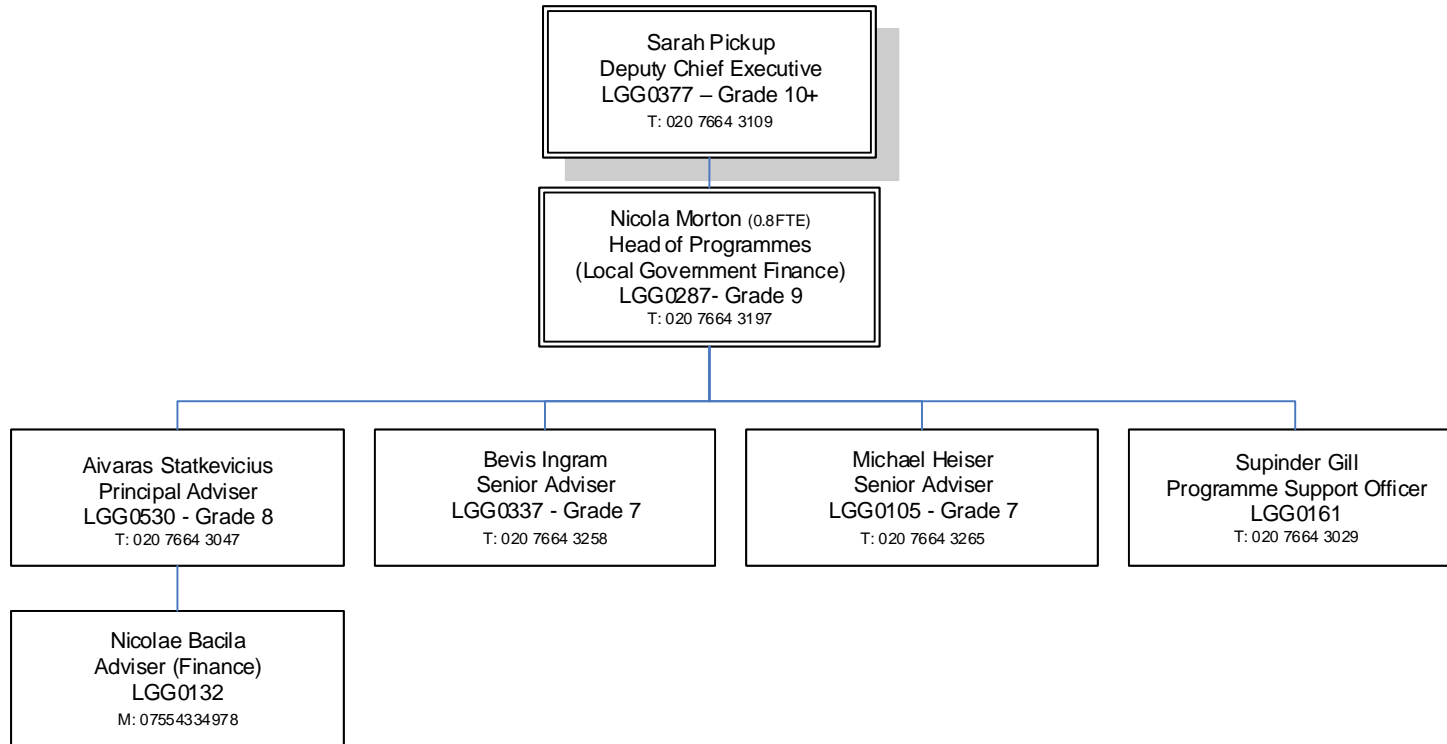 Sarah Pickup
Deputy Chief Executive
LGG0377 – Grade 10+
T: 020 7664 3109
Nicola Morton (0.8FTE)
Head of Programmes
(Local Government Finance)
LGG0287- Grade 9
T: 020 7664 3197
Aivaras Statkevicius
Principal Adviser
LGG0530 - Grade 8
T: 020 7664 3047
Bevis Ingram
Senior Adviser
LGG0337 - Grade 7
T: 020 7664 3258
Michael Heiser
Senior Adviser
LGG0105 - Grade 7
T: 020 7664 3265
Supinder Gill
Programme Support Officer
LGG0161
T: 020 7664 3029
Nicolae Bacila
Adviser (Finance)
LGG0132
M: 07554334978